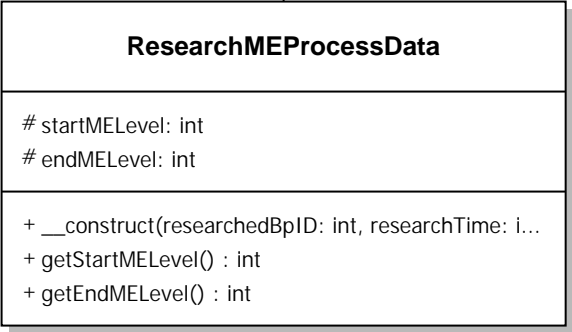 ResearchMEProcessData
# startMELevel: int
# endMELevel: int
+ __construct(researchedBpID: int, researchTime: i...
+ getStartMELevel() : int
+ getEndMELevel() : int